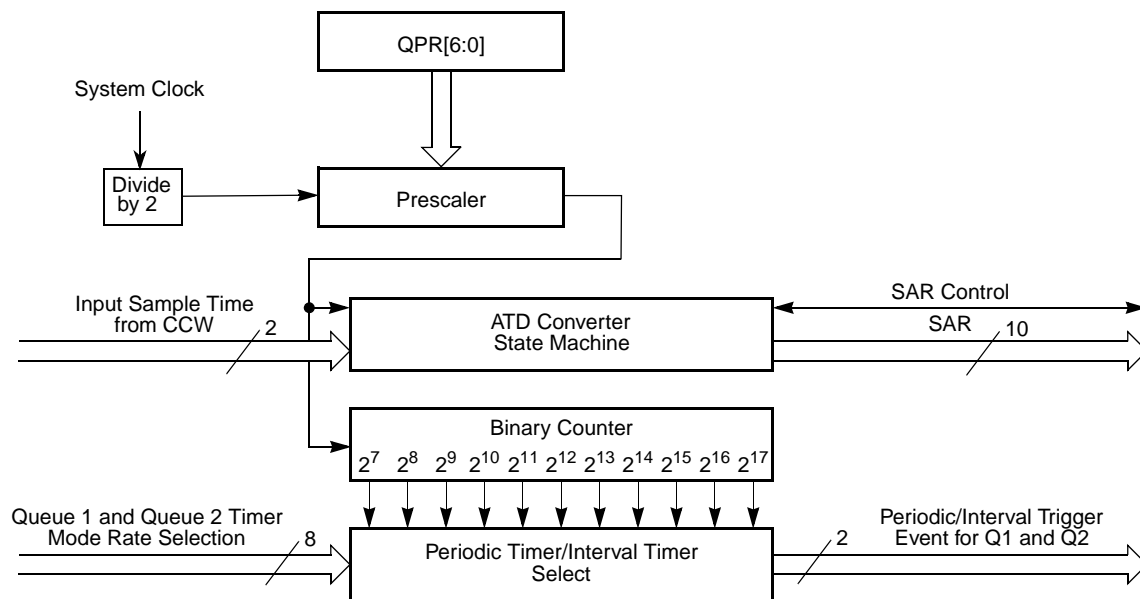 QPR[6:0]
System Clock
Divide
by 2
Prescaler
Input Sample Time
from CCW
2
ATD Converter
State Machine
SAR Control
SAR
10
Binary Counter
2^7 2^8 2^9 2^10 2^11 2^12 2^13 2^14 2^15 2^16 2^17
Queue 1 and Queue 2 Timer
Mode Rate Selection
8
Periodic Timer/Interval Timer
Select
2
Periodic/Interval Trigger
Event for Q1 and Q2